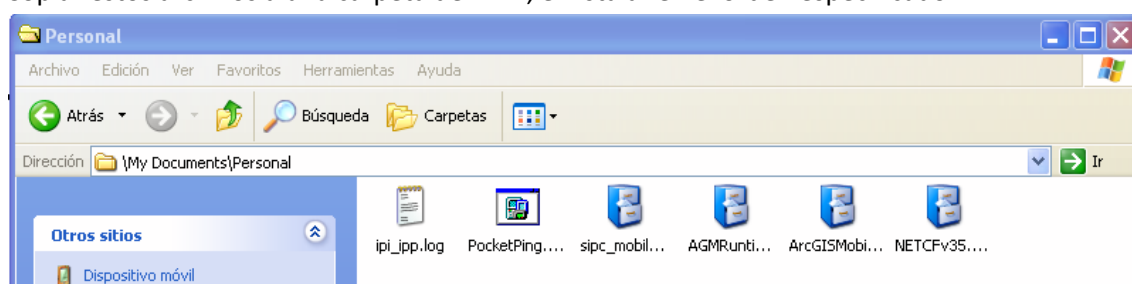 Personal
Archivo Edición Ver Favoritos Herramientas Ayuda
Atrás Búsqueda Carpetas
Dirección \My Documents\Personal Ir
Otros sitios
Dispositivo móvil
ipi_ipp.log PocketPing.... sipc_mobil... AGMRunti... ArcGISMobi... NETCFv35....